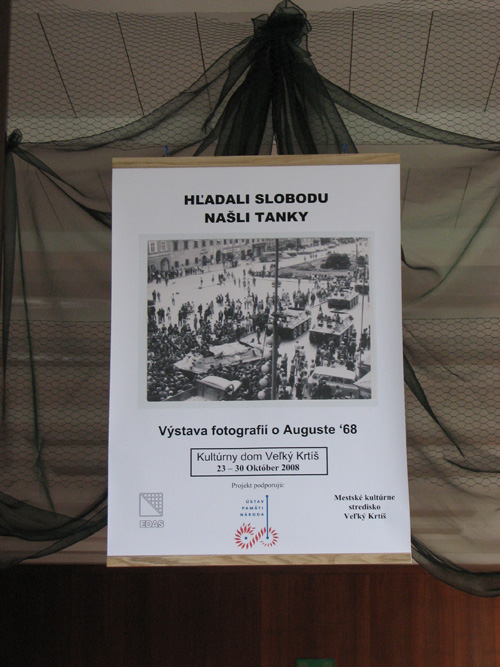 HĽADALI SLOBODU
NAŠLI TANKY
Výstava fotografií o Auguste ‘68
Kultúrny dom Veľký Krtíš
23 – 30 Október 2008
Projekt podporujú:
EDAS
ÚSTAV
PAMÄTI
NÁRODA
Mestské kultúrne
stredisko
Veľký Krtíš